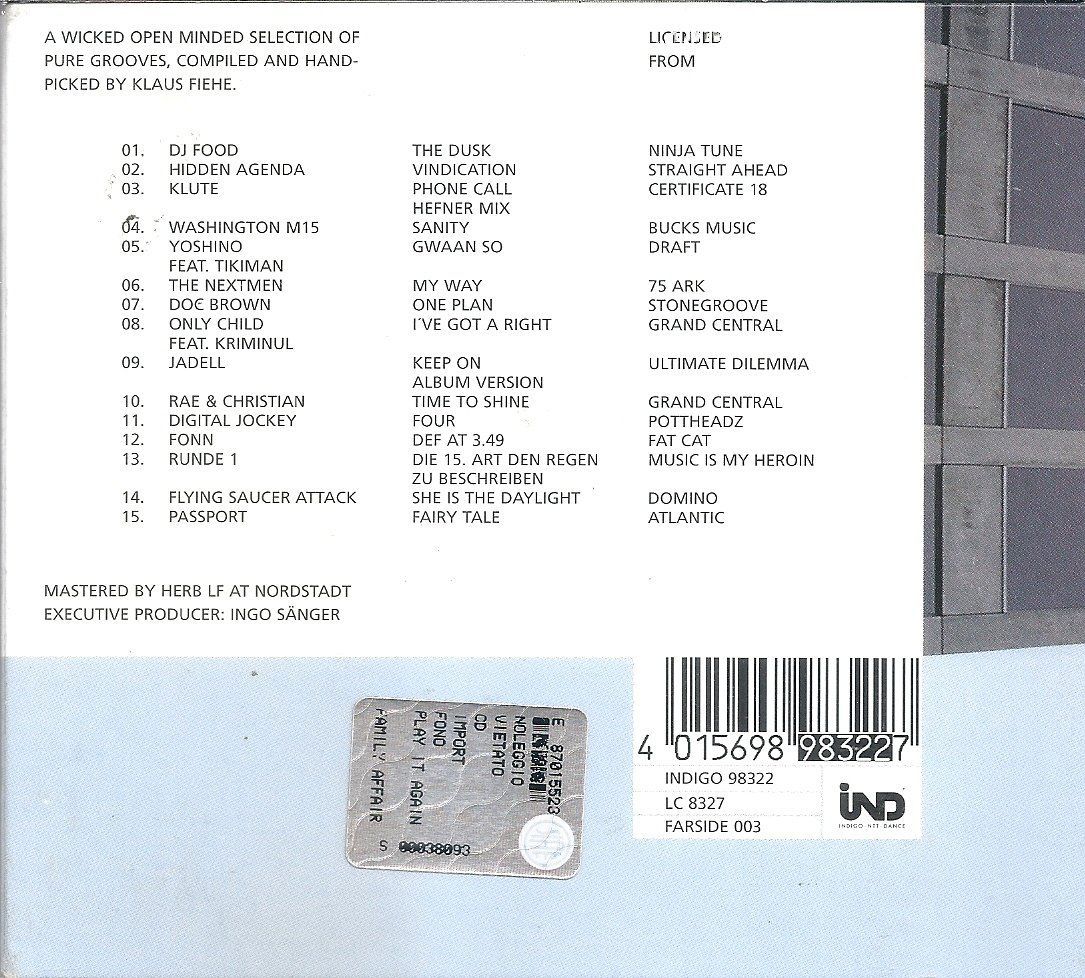 A WICKED OPEN MINDED SELECTION OF
PURE GROOVES, COMPILED AND HAND-
PICKED BY KLAUS FIEHE.
LICENSED
FROM
01. DJ FOOD THE DUSK NINJA TUNE
02. HIDDEN AGENDA VINDICATION STRAIGHT AHEAD
03. KLUTE PHONE CALL CERTIFICATE 18
HEFNER MIX
04. WASHINGTON M15 SANITY BUCKS MUSIC
05. YOSHINO GWAAN SO DRAFT
FEAT. TIKIMAN
06. THE NEXTMEN MY WAY 75 ARK
07. DOC BROWN ONE PLAN STONEGROOVE
08. ONLY CHILD I´VE GOT A RIGHT GRAND CENTRAL
FEAT. KRIMINUL
09. JADELL KEEP ON ULTIMATE DILEMMA
ALBUM VERSION
10. RAE & CHRISTIAN TIME TO SHINE GRAND CENTRAL
11. DIGITAL JOCKEY FOUR POTTHEADZ
12. FONN DEF AT 3.49 FAT CAT
13. RUNDE 1 DIE 15. ART DEN REGEN MUSIC IS MY HEROIN
ZU BESCHREIBEN
14. FLYING SAUCER ATTACK SHE IS THE DAYLIGHT DOMINO
15. PASSPORT FAIRY TALE ATLANTIC
MASTERED BY HERB LF AT NORDSTADT
EXECUTIVE PRODUCER: INGO SÄNGER
E 87015523
NOLEGGIO
VIETATO
CD
IMPORT
FONO
PLAY IT AGAIN
FAMILY AFFAIR
S 00038093
4 015698 983227
INDIGO 98322
LC 8327
FARSIDE 003
iND
INDIGO NTT DANCE